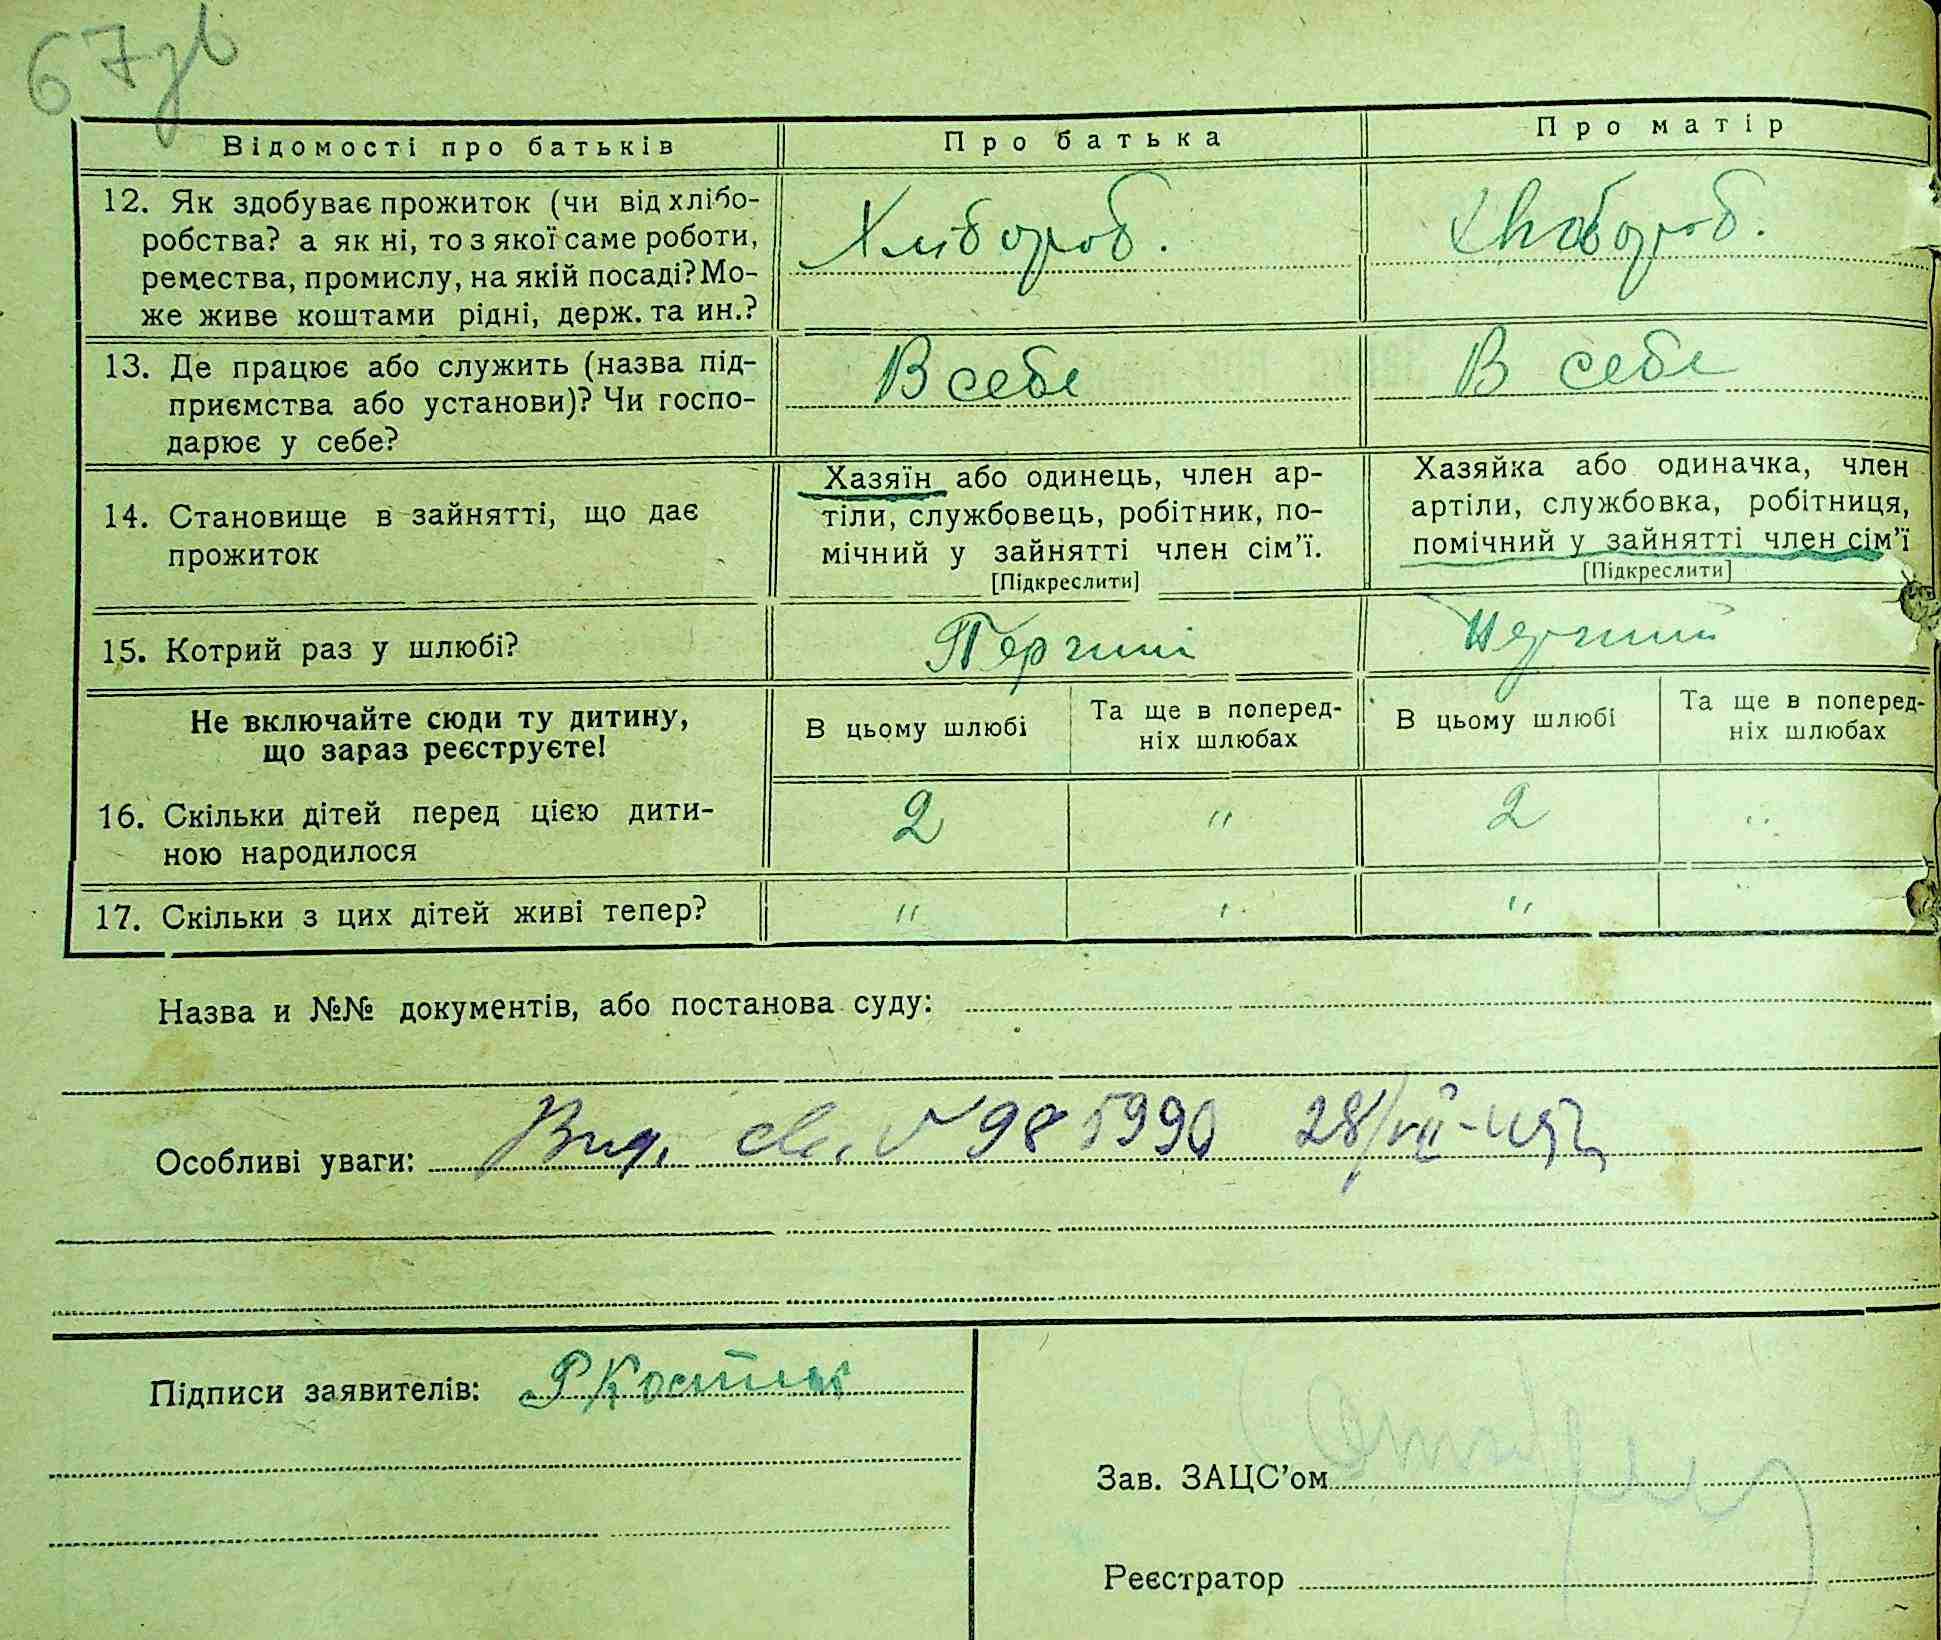 67зв
Відомості про батьків
Про батька
Про матір
12. Як здобуває прожиток (чи від хлібо-
робства? а як ні, то з якої саме роботи,
ремества, промислу, на якій посаді? Мо-
же живе коштами рідні, держ. та ин.?
Хлібороб.
Хлібороб.
13. Де працює або служить (назва під-
приємства або установи)? Чи госпо-
дарює у себе?
В себе
В себе
14. Становище в зайнятті, що дає
прожиток
Хазяїн або одинець, член ар-
тіли, службовець, робітник, по-
мічний у зайнятті член сім'ї.
[Підкреслити]
Хазяйка або одиначка, член
артіли, службовка, робітниця,
помічний у зайнятті член сім'ї
[Підкреслити]
15. Котрий раз у шлюбі?
Перший
Перший
Не включайте сюди ту дитину,
що зараз реєструєте!
В цьому шлюбі
Та ще в поперед-
ніх шлюбах
В цьому шлюбі
Та ще в поперед-
ніх шлюбах
16. Скільки дітей перед цією дити-
ною народилося
2
"
2
"
17. Скільки з цих дітей живі тепер?
"
"
"
Назва и №№ документів, або постанова суду:
Особливі уваги: Вид. св. № 985990 28/VII-
Підписи заявителів:
Зав. ЗАЦС'ом
Реєстратор